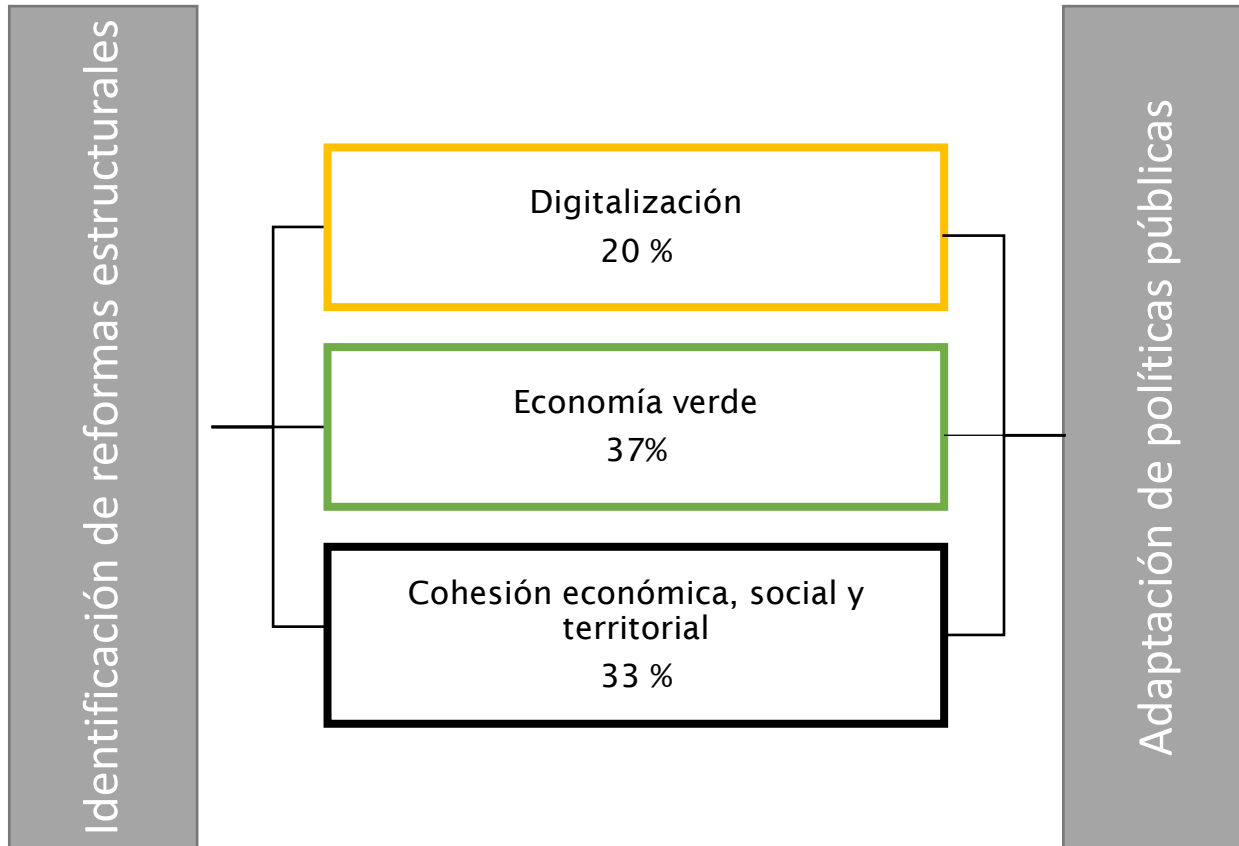 Identificación de reformas estructurales
Digitalización
20 %
Economía verde
37%
Cohesión económica, social y
territorial
33 %
Adaptación de políticas públicas